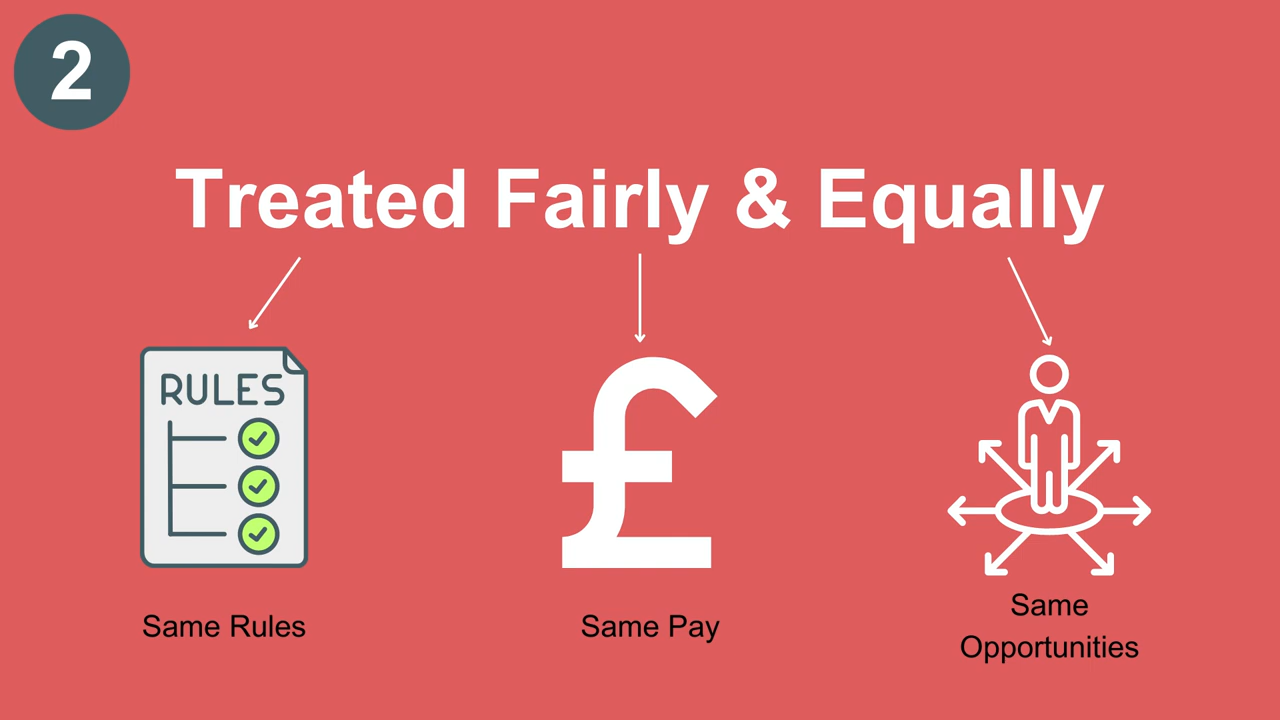 2
Treated Fairly & Equally
RULES
£
Same Rules
Same Pay
Same
Opportunities